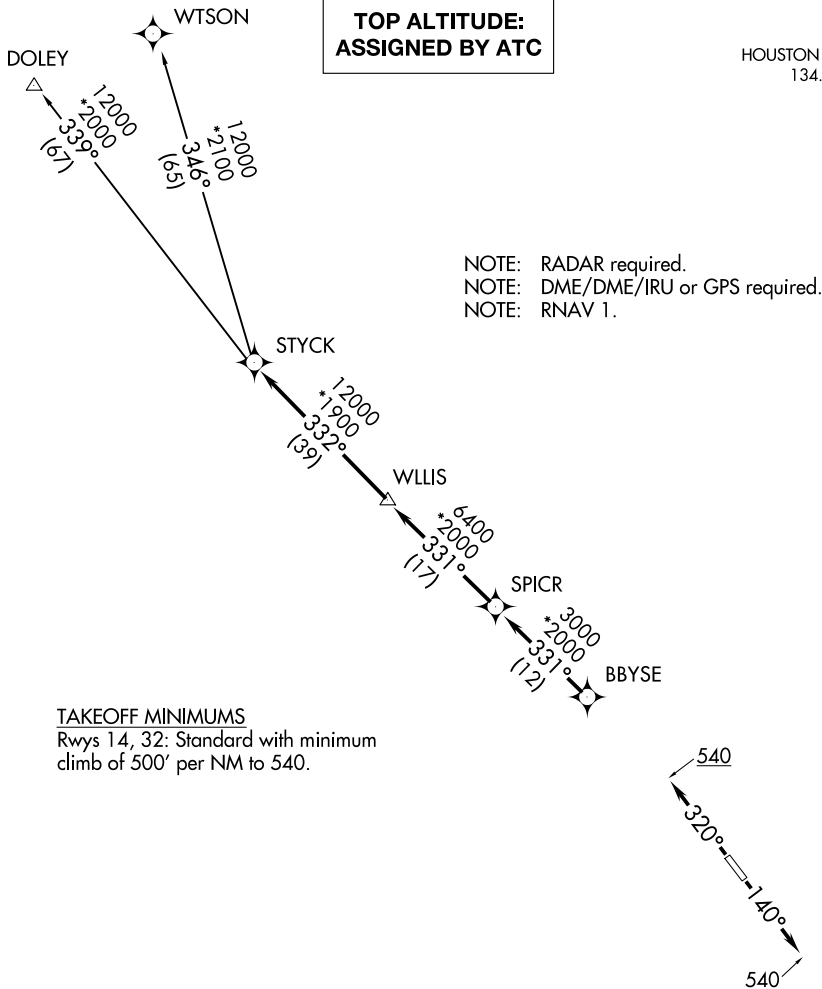 TOP ALTITUDE:
ASSIGNED BY ATC
HOUSTON
134.
WTSON
DOLEY
12000
*2000
339°
(67)
12000
*2100
346°
(65)
NOTE: RADAR required.
NOTE: DME/DME/IRU or GPS required.
NOTE: RNAV 1.
STYCK
12000
*1900
332°
(39)
WLLIS
6400
*2000
331°
(17)
SPICR
3000
*2000
331°
(12)
BBYSE
TAKEOFF MINIMUMS
Rwys 14, 32: Standard with minimum
climb of 500' per NM to 540.
540
320°
140°
540